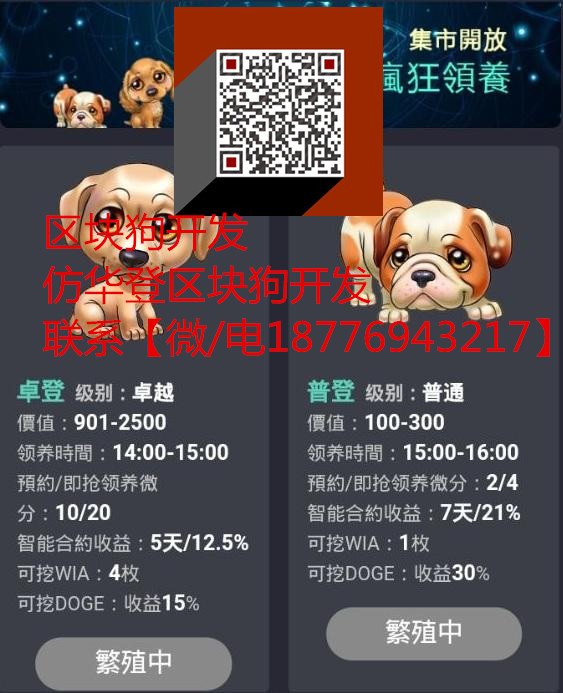 集市開放
瘋狂領養
区块狗开发
仿华登区块狗开发
联系【微/电18776943217】
卓登 级别：卓越
價值：901-2500
领养時間：14:00-15:00
預約/即抢领养微
分：10/20
智能合約收益：5天/12.5%
可挖WIA：4枚
可挖DOGE：收益15%
繁殖中
普登 级别：普通
價值：100-300
领养時間：15:00-16:00
預約/即抢领养微分：2/4
智能合約收益：7天/21%
可挖WIA：1枚
可挖DOGE：收益30%
繁殖中